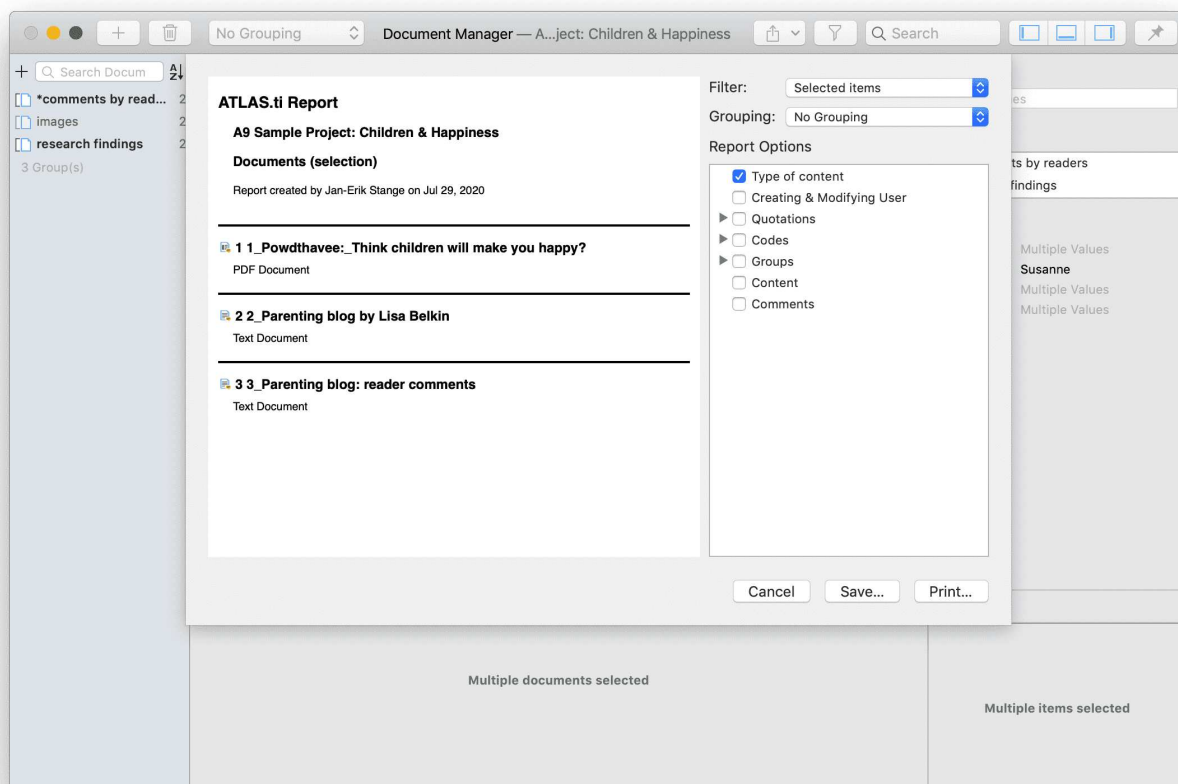 No Grouping
Document Manager — A...ject: Children & Happiness
Search
Search Docum
*comments by read... 2
images 2
research findings 2
3 Group(s)
ATLAS.ti Report
A9 Sample Project: Children & Happiness
Documents (selection)
Report created by Jan-Erik Stange on Jul 29, 2020
1 1_Powdthavee:_Think children will make you happy?
PDF Document
2 2_Parenting blog by Lisa Belkin
Text Document
3 3_Parenting blog: reader comments
Text Document
Filter: Selected items
Grouping: No Grouping
Report Options
Type of content
Creating & Modifying User
Quotations
Codes
Groups
Content
Comments
Cancel Save... Print...
es
ts by readers
findings
Multiple Values
Susanne
Multiple Values
Multiple Values
Multiple documents selected
Multiple items selected